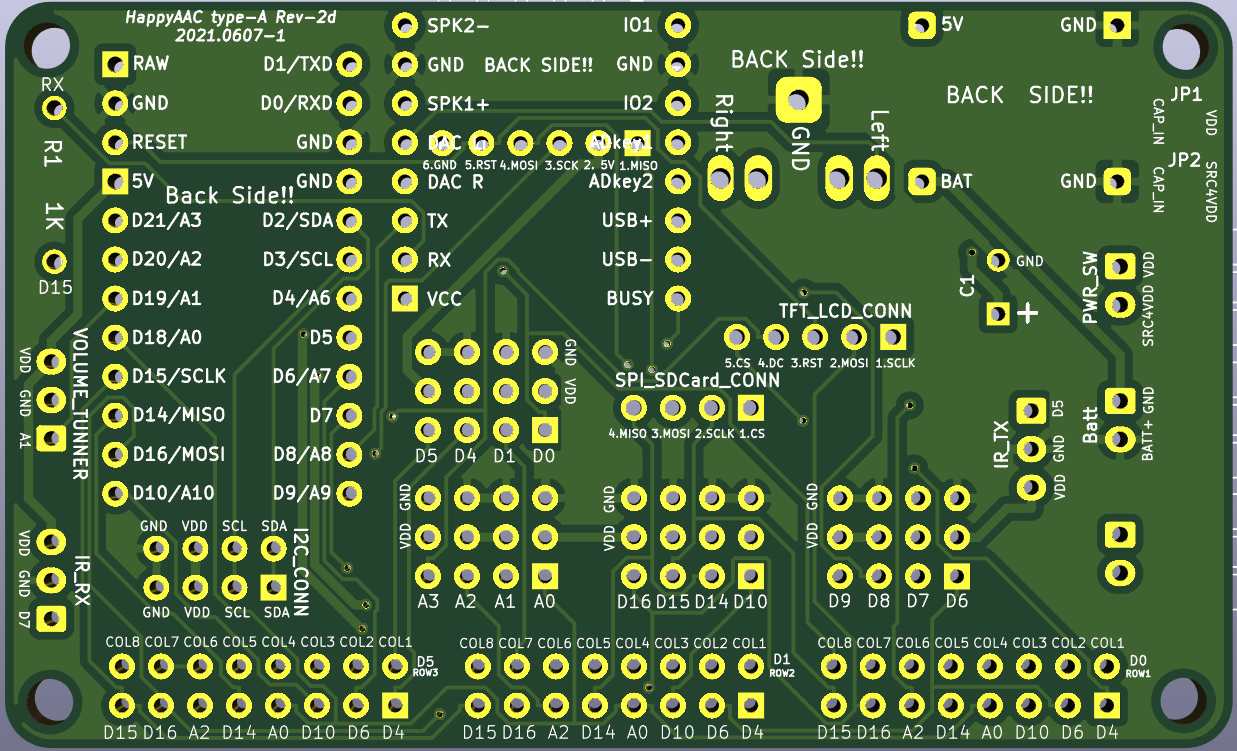 HappyAAC type-A Rev-2d
2021.0607-1
SPK2-
IO1
5V
GND
RAW
D1/TXD
GND
BACK SIDE!!
GND
BACK Side!!
RX
GND
D0/RXD
SPK1+
IO2
Right
GND
Left
BACK SIDE!!
JP1
CAP_IN
VDD
R1
1K
RESET
GND
ADkey1
6.GND 5.RST 4.MOSI 3.SCK 2. 5V 1.MISO
JP2
CAP_IN
SRC4VDD
5V
GND
DAC R
ADkey2
BAT
GND
Back Side!!
D21/A3
D2/SDA
TX
USB+
D20/A2
D3/SCL
RX
USB-
GND
C1
+
D15
D19/A1
D4/A6
VCC
BUSY
PWR_SW
VDD
SRC4VDD
D18/A0
D5
TFT_LCD_CONN
5.CS 4.DC 3.RST 2.MOSI 1.SCLK
VOLUME_TUNNER
VDD
GND
A1
D15/SCLK
D6/A7
GND
VDD
SPI_SDCard_CONN
4.MISO 3.MOSI 2.SCLK 1.CS
D14/MISO
D7
D5 D4 D1 D0
IR_TX
D5
GND
VDD
Batt
GND
BATT+
D16/MOSI
D8/A8
D10/A10
D9/A9
GND
VDD
A3 A2 A1 A0
GND
VDD
D16 D15 D14 D10
GND
VDD
D9 D8 D7 D6
IR_RX
VDD
GND
D7
GND VDD SCL SDA
I2C_CONN
GND VDD SCL SDA
COL8 COL7 COL6 COL5 COL4 COL3 COL2 COL1
D5
ROW3
D15 D16 A2 D14 A0 D10 D6 D4
COL8 COL7 COL6 COL5 COL4 COL3 COL2 COL1
D1
ROW2
D15 D16 A2 D14 A0 D10 D6 D4
COL8 COL7 COL6 COL5 COL4 COL3 COL2 COL1
D0
ROW1
D15 D16 A2 D14 A0 D10 D6 D4